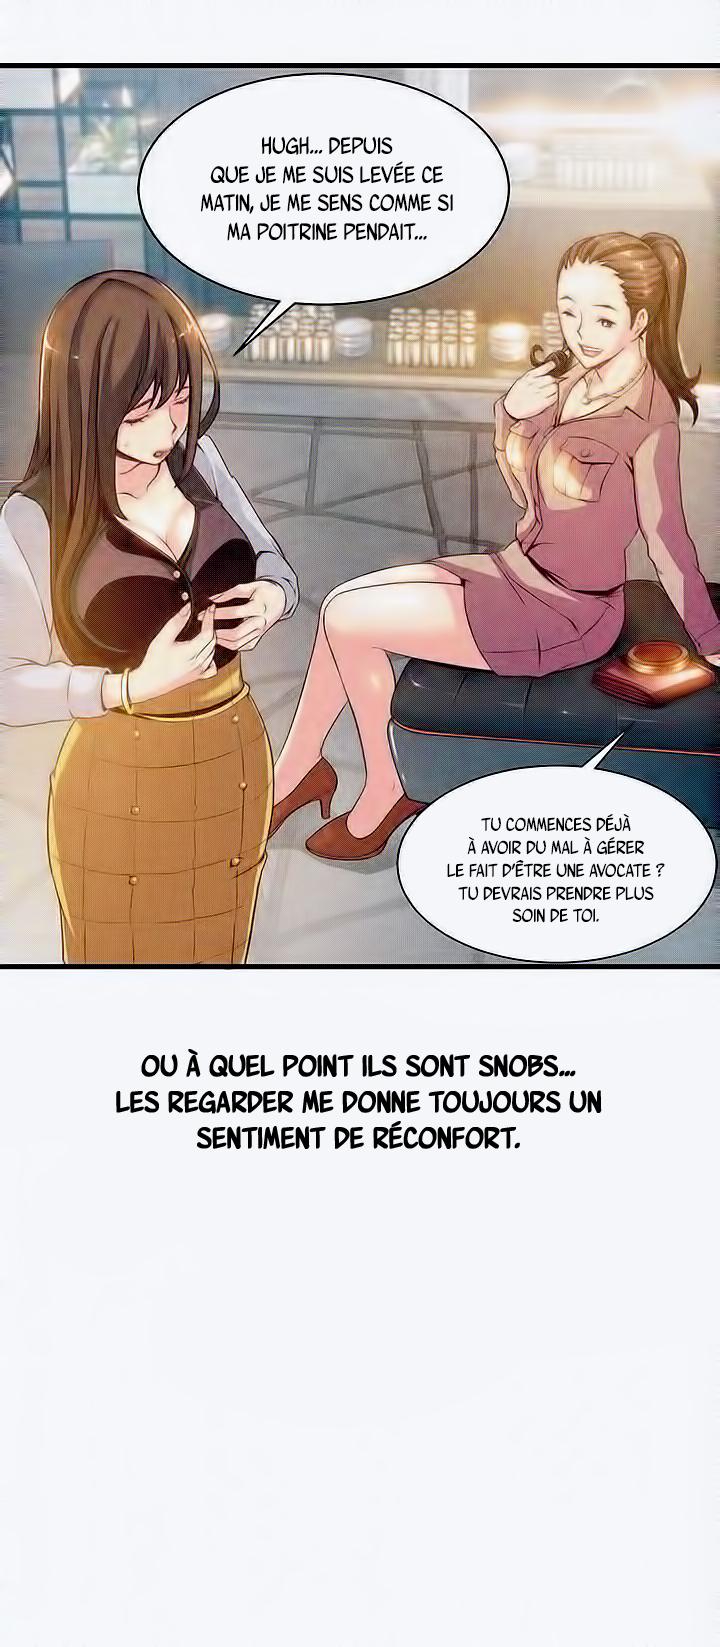 HUGH... DEPUIS
QUE JE ME SUIS LEVÉE CE
MATIN, JE ME SENS COMME SI
MA POITRINE PENDAIT...
TU COMMENCES DÉJÀ
À AVOIR DU MAL À GÉRER
LE FAIT D'ÊTRE UNE AVOCATE ?
TU DEVRAIS PRENDRE PLUS
SOIN DE TOI.
OU À QUEL POINT ILS SONT SNOBS...
LES REGARDER ME DONNE TOUJOURS UN
SENTIMENT DE RÉCONFORT.